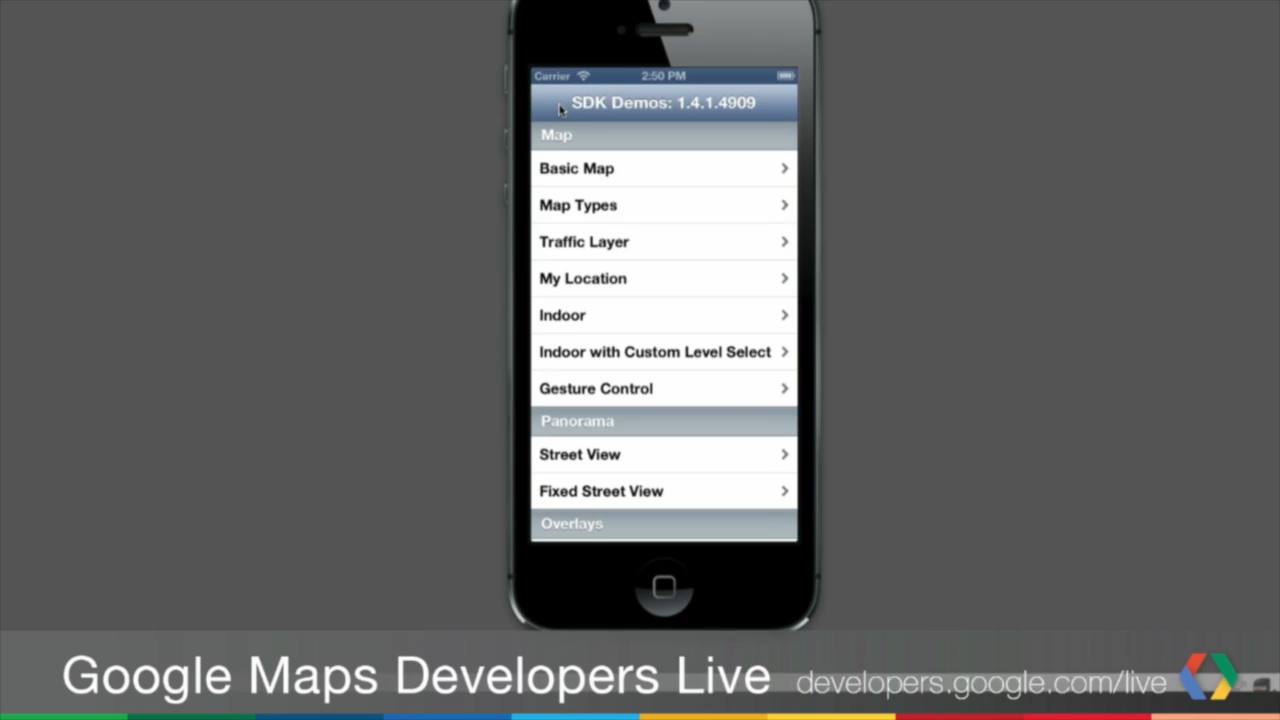 Carrier 2:50 PM
SDK Demos: 1.4.1.4909
Map
Basic Map
Map Types
Traffic Layer
My Location
Indoor
Indoor with Custom Level Select
Gesture Control
Panorama
Street View
Fixed Street View
Overlays
Google Maps Developers Live developers.google.com/live